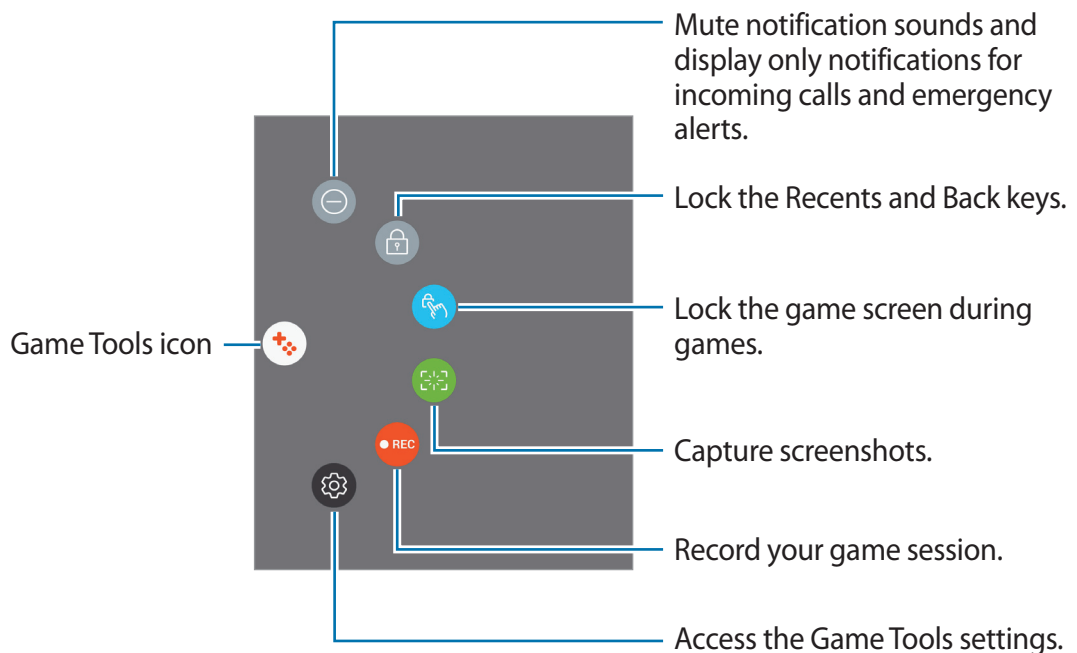 Mute notification sounds and
display only notifications for
incoming calls and emergency
alerts.
Lock the Recents and Back keys.
Lock the game screen during
games.
Game Tools icon
Capture screenshots.
REC
Record your game session.
Access the Game Tools settings.